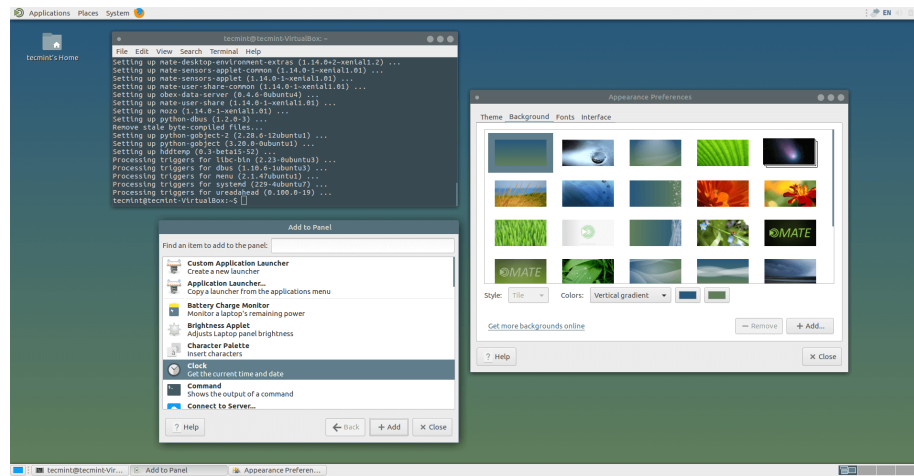 Applications Places System
EN
tecmint's Home
tecmint@tecmint-VirtualBox: ~
File Edit View Search Terminal Help
Setting up mate-desktop-environment-extras (1.14.0+2~xenial1.2) ...
Setting up mate-sensors-applet-common (1.14.0-1~xenial1.01) ...
Setting up mate-sensors-applet (1.14.0-1~xenial1.01) ...
Setting up mate-user-share-common (1.14.0-1~xenial1.01) ...
Setting up obex-data-server (0.4.6-0ubuntu4) ...
Setting up mate-user-share (1.14.0-1~xenial1.01) ...
Setting up mozo (1.14.0-1~xenial1.01) ...
Setting up python-dbus (1.2.0-3) ...
Remove stale byte-compiled files...
Setting up python-gobject-2 (2.28.6-12ubuntu1) ...
Setting up python-gobject (3.20.0-0ubuntu1) ...
Setting up hddtemp (0.3-beta15-52) ...
Processing triggers for libc-bin (2.23-0ubuntu3) ...
Processing triggers for dbus (1.10.6-1ubuntu3) ...
Processing triggers for menu (2.1.47ubuntu1) ...
Processing triggers for systemd (229-4ubuntu7) ...
Processing triggers for ureadahead (0.100.0-19) ...
tecmint@tecmint-VirtualBox:~$
Appearance Preferences
Theme Background Fonts Interface
MATE
MATE
Style: Tile Colors: Vertical gradient
Get more backgrounds online
Remove
Add...
Help
Close
Add to Panel
Find an item to add to the panel:
Custom Application Launcher
Create a new launcher
Application Launcher...
Copy a launcher from the applications menu
Battery Charge Monitor
Monitor a laptop's remaining power
Brightness Applet
Adjusts Laptop panel brightness
Character Palette
Insert characters
Clock
Get the current time and date
Command
Shows the output of a command
Connect to Server...
Help
Back
Add
Close
tecmint@tecmint-Vir...
Add to Panel
Appearance Preferen...